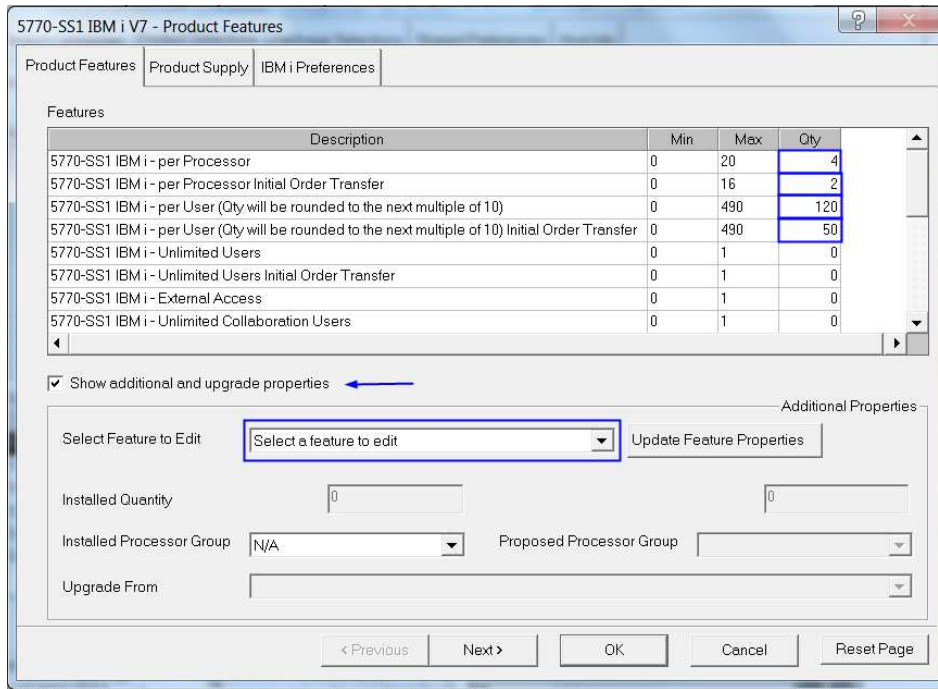 5770-SS1 IBM i V7 - Product Features
Product Features Product Supply IBM i Preferences
Features
Description Min Max Qty
5770-SS1 IBM i - per Processor 0 20 4
5770-SS1 IBM i - per Processor Initial Order Transfer 0 16 2
5770-SS1 IBM i - per User (Qty will be rounded to the next multiple of 10) 0 490 120
5770-SS1 IBM i - per User (Qty will be rounded to the next multiple of 10) Initial Order Transfer 0 490 50
5770-SS1 IBM i - Unlimited Users 0 1 0
5770-SS1 IBM i - Unlimited Users Initial Order Transfer 0 1 0
5770-SS1 IBM i - External Access 0 1 0
5770-SS1 IBM i - Unlimited Collaboration Users 0 1 0
Show additional and upgrade properties
Additional Properties
Select Feature to Edit Select a feature to edit Update Feature Properties
Installed Quantity 0 0
Installed Processor Group N/A Proposed Processor Group
Upgrade From
< Previous Next > OK Cancel Reset Page